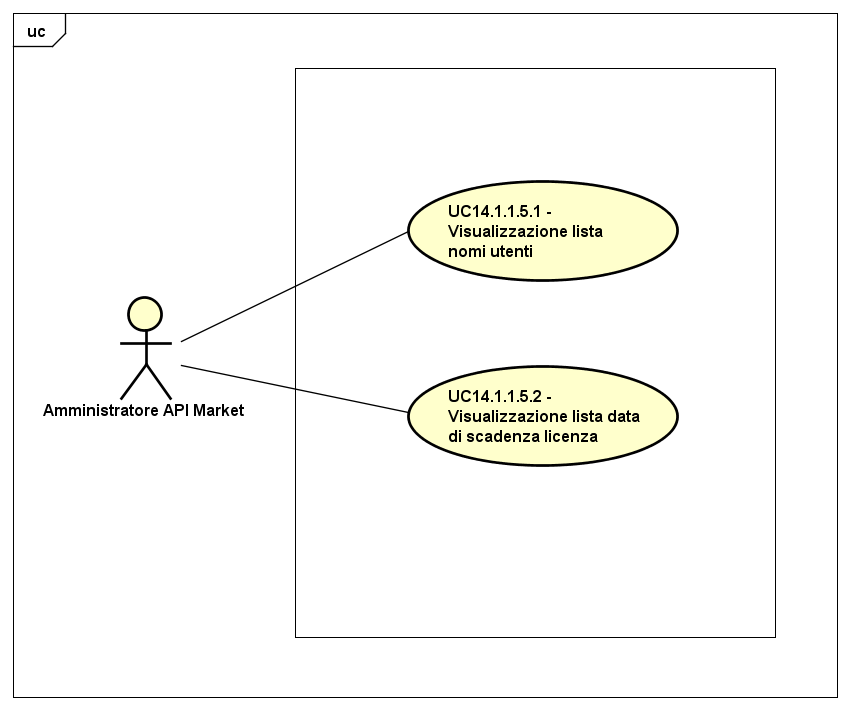 uc
UC14.1.1.5.1 -
Visualizzazione lista
nomi utenti
Amministratore API Market
UC14.1.1.5.2 -
Visualizzazione lista data
di scadenza licenza